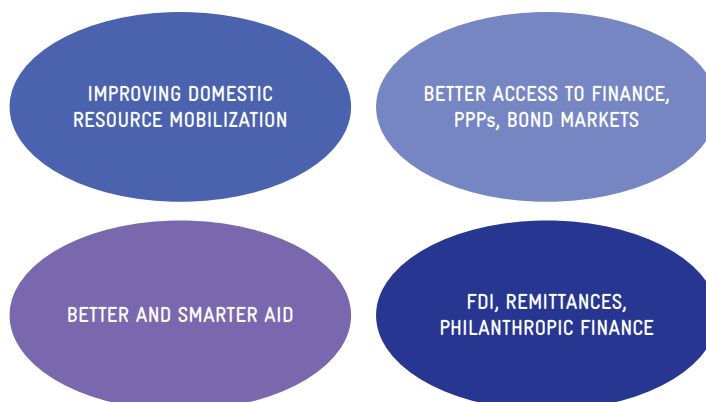 IMPROVING DOMESTIC
RESOURCE MOBILIZATION
BETTER ACCESS TO FINANCE,
PPPs, BOND MARKETS
BETTER AND SMARTER AID
FDI, REMITTANCES,
PHILANTHROPIC FINANCE